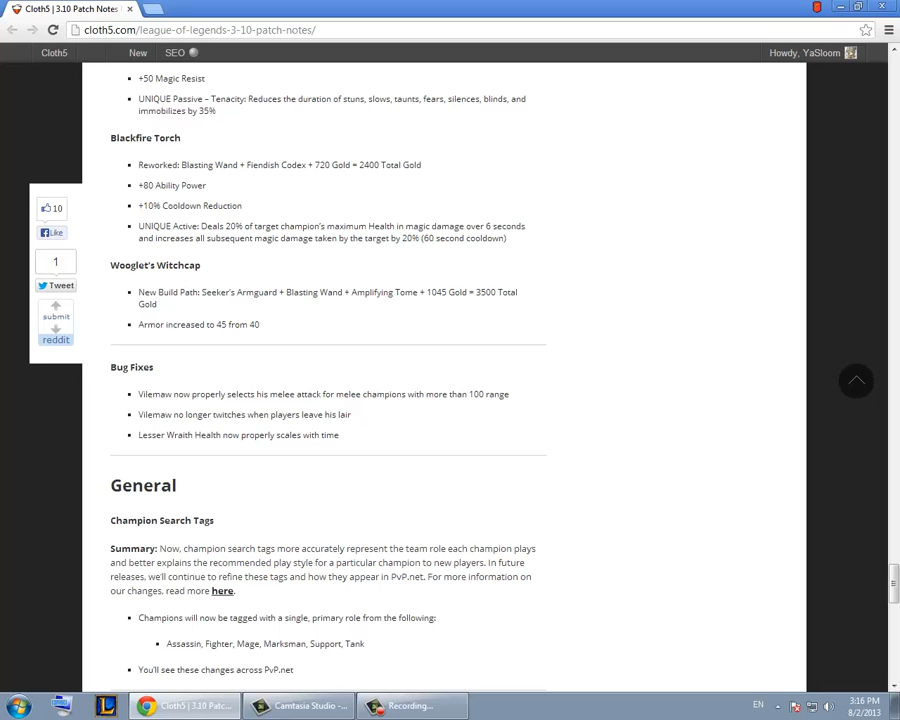 Cloth5 | 3.10 Patch Notes
cloth5.com/league-of-legends-3-10-patch-notes/
Cloth5 New SEO Howdy, YaSloom
+50 Magic Resist
UNIQUE Passive – Tenacity: Reduces the duration of stuns, slows, taunts, fears, silences, blinds, and
immobilizes by 35%
Blackfire Torch
Reworked: Blasting Wand + Fiendish Codex + 720 Gold = 2400 Total Gold
+80 Ability Power
+10% Cooldown Reduction
UNIQUE Active: Deals 20% of target champion's maximum Health in magic damage over 6 seconds
and increases all subsequent magic damage taken by the target by 20% (60 second cooldown)
Wooglet's Witchcap
New Build Path: Seeker's Armguard + Blasting Wand + Amplifying Tome + 1045 Gold = 3500 Total
Gold
Armor increased to 45 from 40
10
Like
1
Tweet
submit
reddit
Bug Fixes
Vilemaw now properly selects his melee attack for melee champions with more than 100 range
Vilemaw no longer twitches when players leave his lair
Lesser Wraith Health now properly scales with time
General
Champion Search Tags
Summary: Now, champion search tags more accurately represent the team role each champion plays
and better explains the recommended play style for a particular champion to new players. In future
releases, we'll continue to refine these tags and how they appear in PvP.net. For more information on
our changes, read more here.
Champions will now be tagged with a single, primary role from the following:
Assassin, Fighter, Mage, Marksman, Support, Tank
You'll see these changes across PvP.net
Cloth5 | 3.10 Patc... Camtasia Studio -... Recording... EN 3:16 PM
8/2/2013